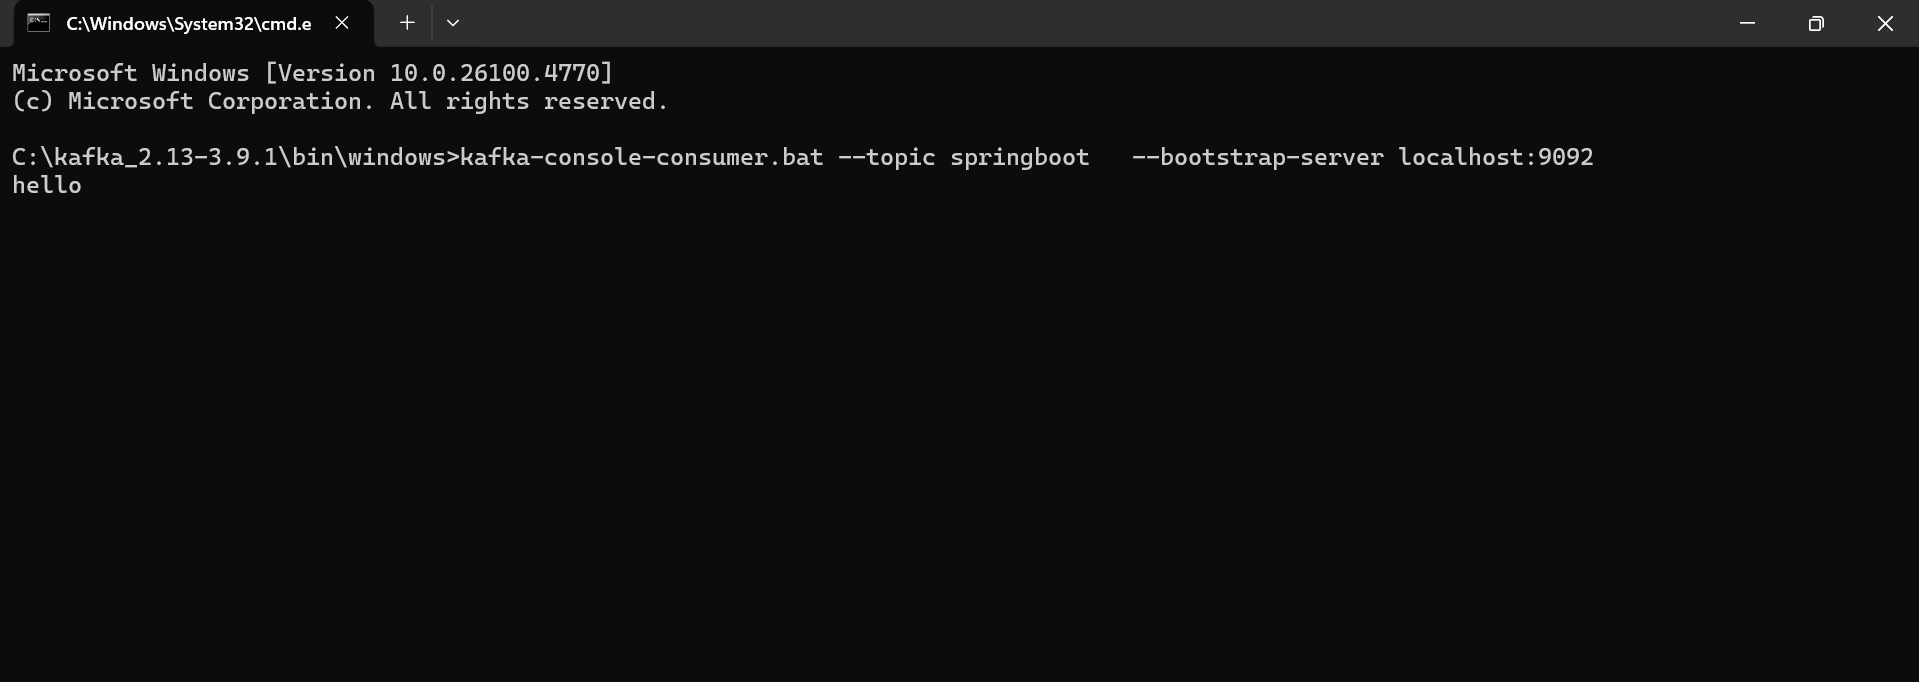 C:\Windows\System32\cmd.e
Microsoft Windows [Version 10.0.26100.4770]
(c) Microsoft Corporation. All rights reserved.
C:\kafka_2.13-3.9.1\bin\windows>kafka-console-consumer.bat --topic springboot   --bootstrap-server localhost:9092
hello